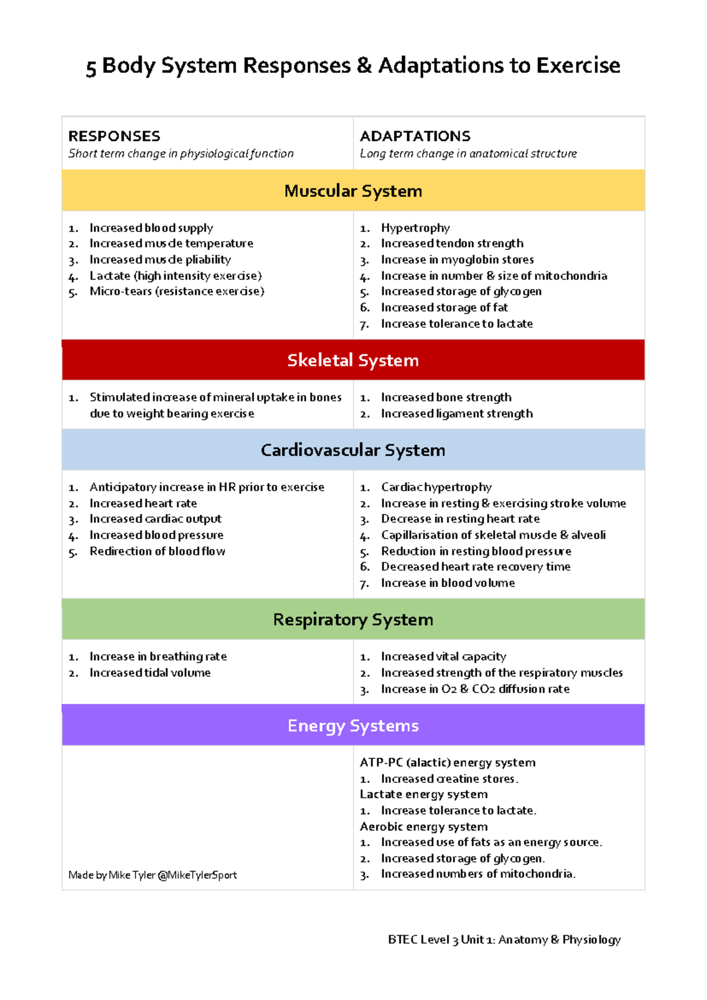 5 Body System Responses & Adaptations to Exercise
RESPONSES
Short term change in physiological function
ADAPTATIONS
Long term change in anatomical structure
Muscular System
1. Increased blood supply
2. Increased muscle temperature
3. Increased muscle pliability
4. Lactate (high intensity exercise)
5. Micro-tears (resistance exercise)
1. Hypertrophy
2. Increased tendon strength
3. Increase in myoglobin stores
4. Increase in number & size of mitochondria
5. Increased storage of glycogen
6. Increased storage of fat
7. Increase tolerance to lactate
Skeletal System
1. Stimulated increase of mineral uptake in bones
due to weight bearing exercise
1. Increased bone strength
2. Increased ligament strength
Cardiovascular System
1. Anticipatory increase in HR prior to exercise
2. Increased heart rate
3. Increased cardiac output
4. Increased blood pressure
5. Redirection of blood flow
1. Cardiac hypertrophy
2. Increase in resting & exercising stroke volume
3. Decrease in resting heart rate
4. Capillarisation of skeletal muscle & alveoli
5. Reduction in resting blood pressure
6. Decreased heart rate recovery time
7. Increase in blood volume
Respiratory System
1. Increase in breathing rate
2. Increased tidal volume
1. Increased vital capacity
2. Increased strength of the respiratory muscles
3. Increase in O2 & CO2 diffusion rate
Energy Systems
Made by Mike Tyler @MikeTylerSport
ATP-PC (alactic) energy system
1. Increased creatine stores.
Lactate energy system
1. Increase tolerance to lactate.
Aerobic energy system
1. Increased use of fats as an energy source.
2. Increased storage of glycogen.
3. Increased numbers of mitochondria.
BTEC Level 3 Unit 1: Anatomy & Physiology